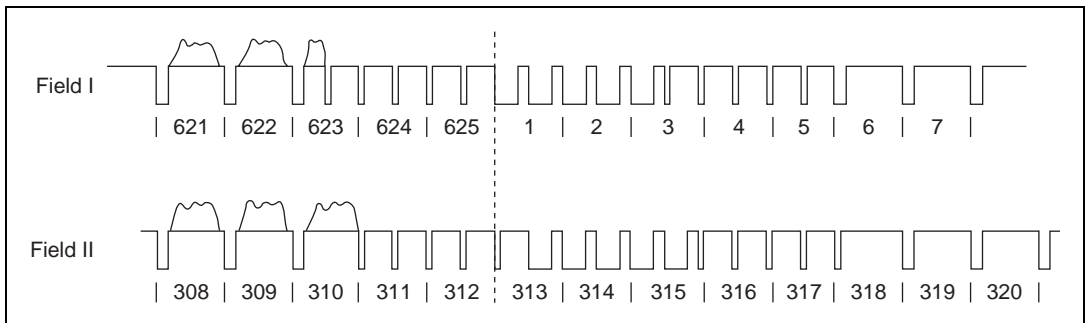 Field I
| 621 | 622 | 623 | 624 | 625 | 1 | 2 | 3 | 4 | 5 | 6 | 7 |
Field II
| 308 | 309 | 310 | 311 | 312 | 313 | 314 | 315 | 316 | 317 | 318 | 319 | 320 |